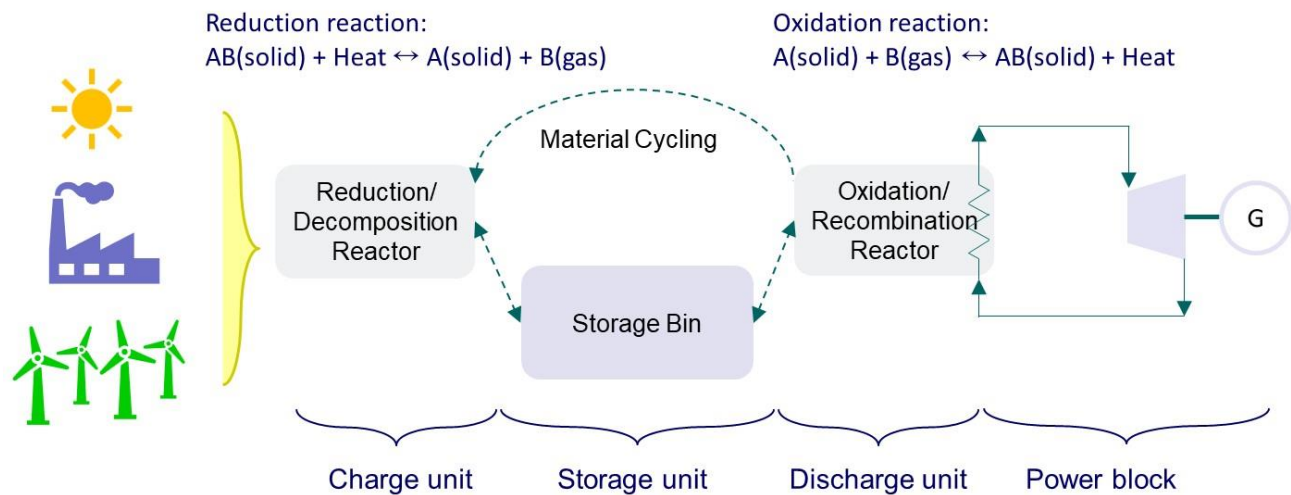 Reduction reaction:
AB(solid) + Heat ↔ A(solid) + B(gas)
Oxidation reaction:
A(solid) + B(gas) ↔ AB(solid) + Heat
Material Cycling
Reduction/
Decomposition
Reactor
Oxidation/
Recombination
Reactor
G
Storage Bin
Charge unit
Storage unit
Discharge unit
Power block